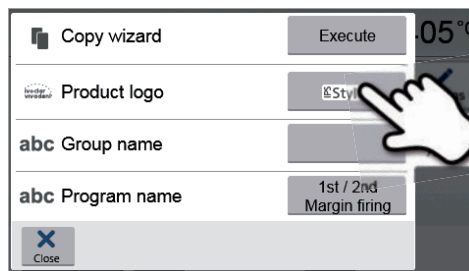 Copy wizard
Execute
05°
ivoclar vivadent
Product logo
Group name
abc
Program name
abc
1st / 2nd
Margin firing
Close